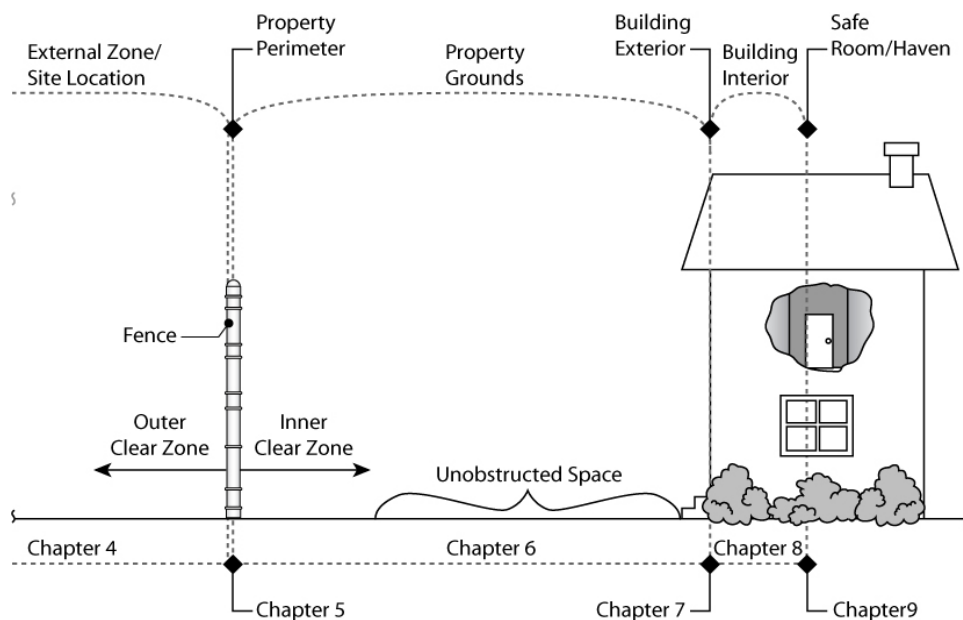 External Zone/
Site Location
Property
Perimeter
Property
Grounds
Building
Exterior
Building
Interior
Safe
Room/Haven
Fence
Outer
Clear Zone
Inner
Clear Zone
Unobstructed Space
Chapter 4
Chapter 6
Chapter 8
Chapter 5
Chapter 7
Chapter9